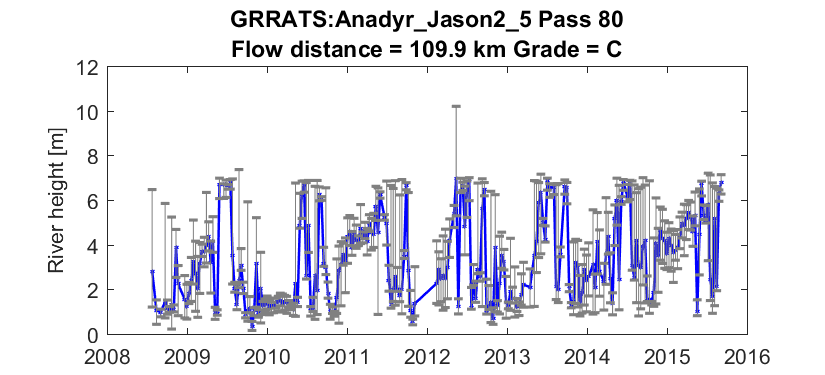 GRRATS:Anadyr_Jason2_5 Pass 80
Flow distance = 109.9 km Grade = C
River height [m]
12
10
8
6
4
2
0
2008 2009 2010 2011 2012 2013 2014 2015 2016